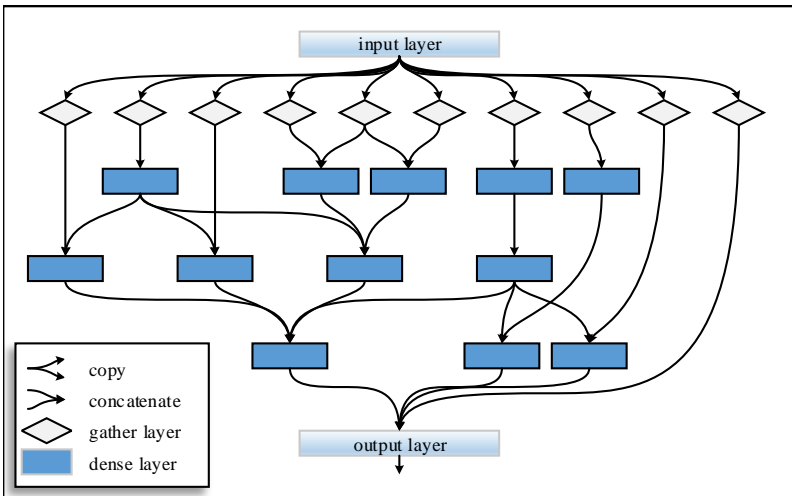 input layer
copy
concatenate
gather layer
dense layer
output layer